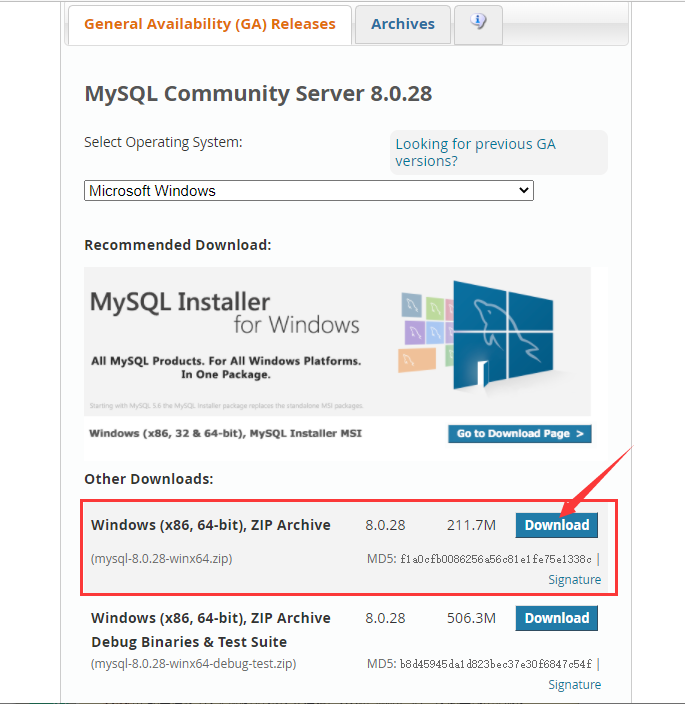 General Availability (GA) Releases
Archives
MySQL Community Server 8.0.28
Select Operating System:
Looking for previous GA
versions?
Microsoft Windows
Recommended Download:
MySQL Installer
for Windows
All MySQL Products. For All Windows Platforms.
In One Package.
Starting with MySQL 5.6 the MySQL Installer package replaces the standalone MSI packages.
Windows (x86, 32 & 64-bit), MySQL Installer MSI
Go to Download Page >
Other Downloads:
Windows (x86, 64-bit), ZIP Archive 8.0.28 211.7M Download
(mysql-8.0.28-winx64.zip) MD5: f1a0cfb0086256a56c81e1fe75e1338c |
Signature
Windows (x86, 64-bit), ZIP Archive 8.0.28 506.3M Download
Debug Binaries & Test Suite
(mysql-8.0.28-winx64-debug-test.zip) MD5: b8d45945da1d823bec37e30f6847c54f |
Signature